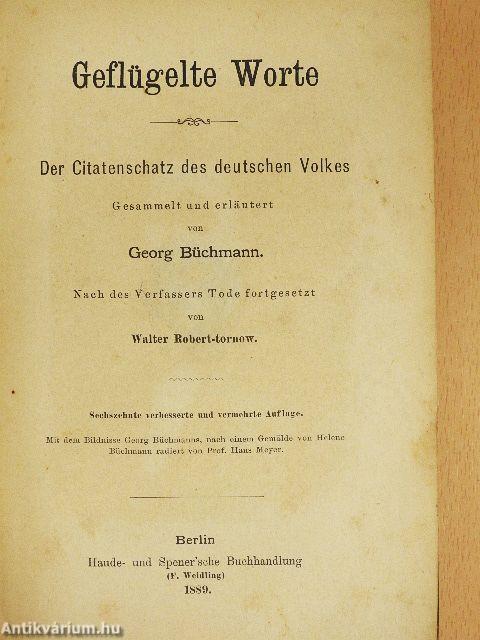 Geflügelte Worte
Der Citatenschatz des deutschen Volkes
Gesammelt und erläutert
von
Georg Büchmann.
Nach des Verfassers Tode fortgesetzt
von
Walter Robert-tornow.
Sechszehnte verbesserte und vermehrte Auflage.
Mit dem Bildnisse Georg Büchmanns, nach einem Gemälde von Helene
Büchmann radiert von Prof. Hans Meyer.
Berlin
Haude- und Spener'sche Buchhandlung
(F. Weidling)
1889.
Antikvárium.hu